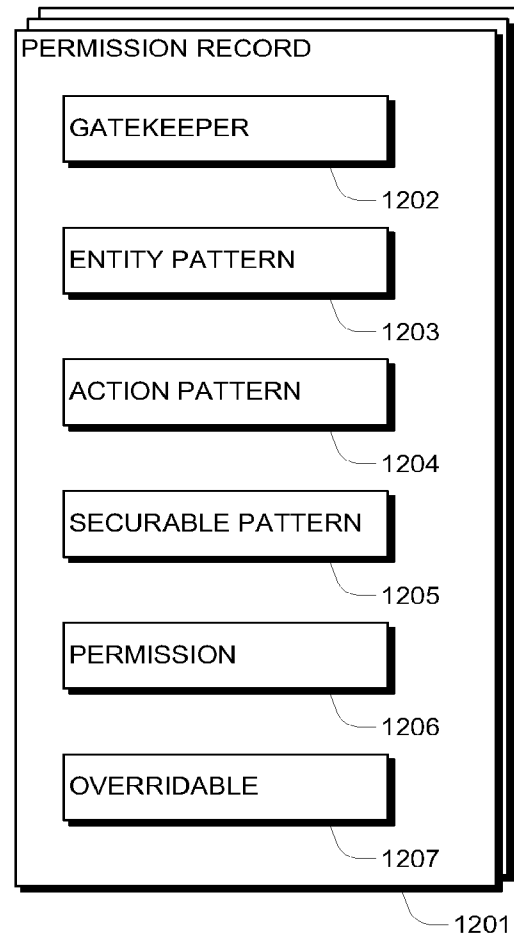 PERMISSION RECORD
GATEKEEPER
1202
ENTITY PATTERN
1203
ACTION PATTERN
1204
SECURABLE PATTERN
1205
PERMISSION
1206
OVERRIDABLE
1207
1201